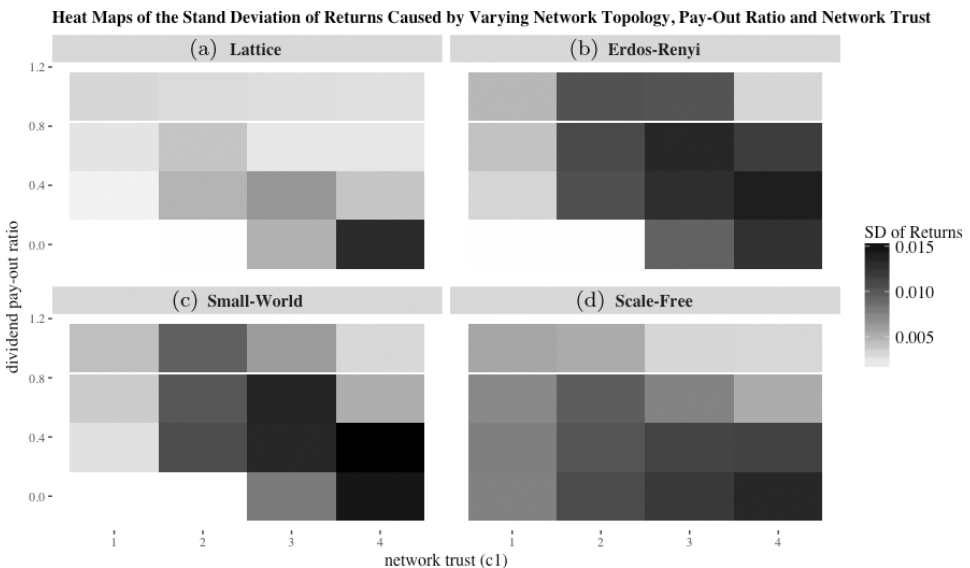 Heat Maps of the Stand Deviation of Returns Caused by Varying Network Topology, Pay-Out Ratio and Network Trust
(a) Lattice
(b) Erdos-Renyi
1.2
0.8
0.4
0.0
(c) Small-World
(d) Scale-Free
1.2
0.8
0.4
0.0
dividend pay-out ratio
1 2 3 4
1 2 3 4
network trust (c1)
SD of Returns
0.015
0.010
0.005